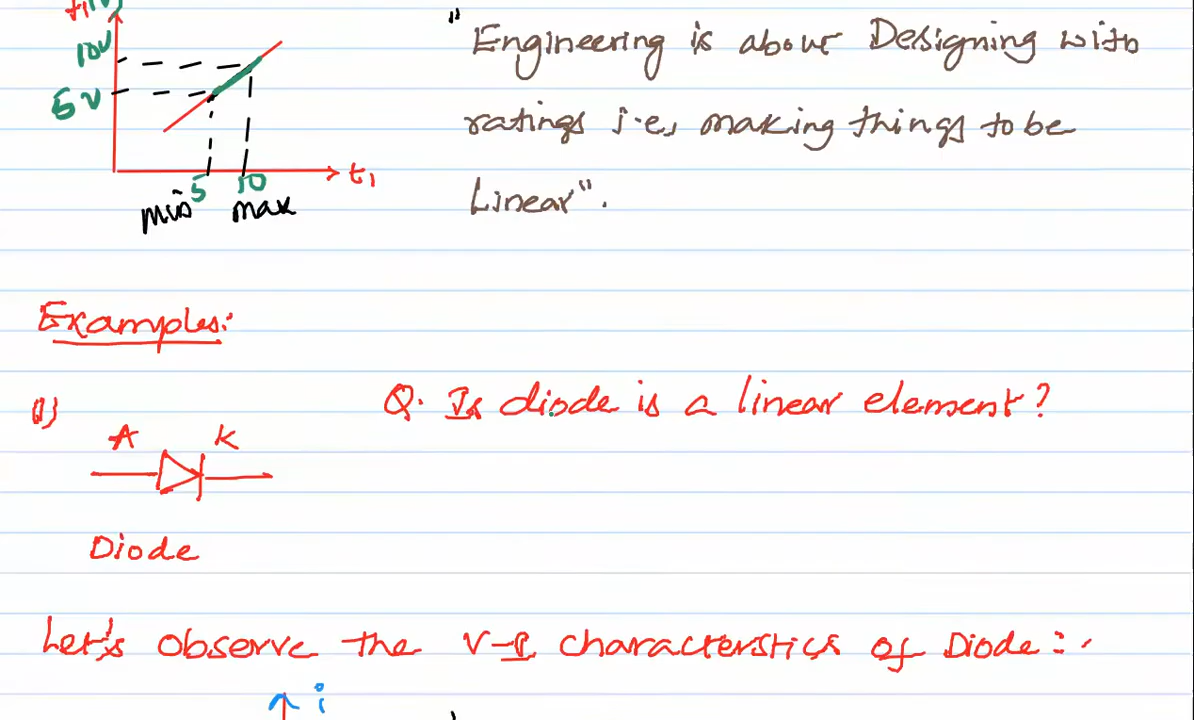 10V
5V
5
10
t₁
min
max
"Engineering is about Designing with
ratings i.e, making things to be
Linear".
Examples:
1)
Q. Is diode is a linear element?
A
K
Diode
Let's observe the V-I characterstics of Diode:-
i